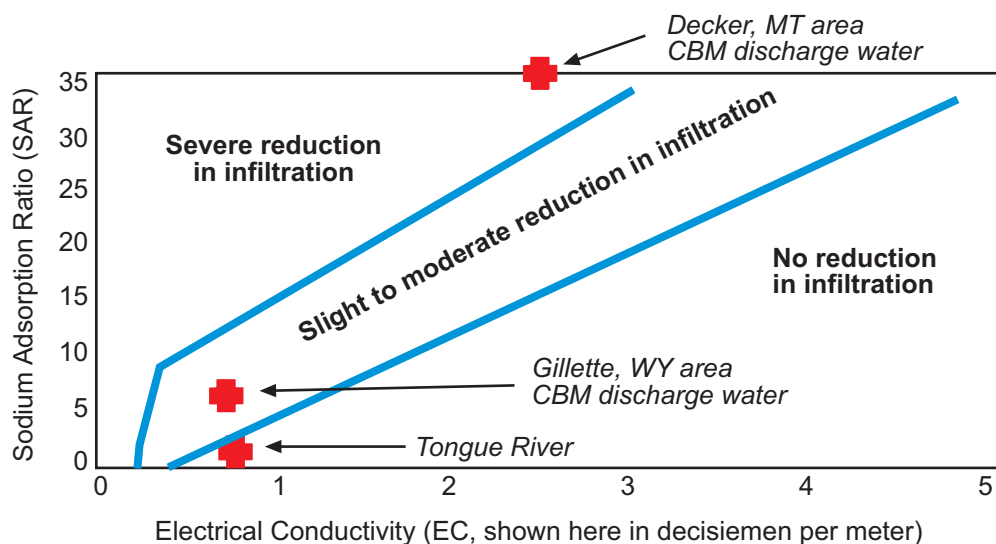 Decker, MT area
CBM discharge water
35
30
25
20
15
10
5
0
Sodium Adsorption Ratio (SAR)
Severe reduction
in infiltration
Slight to moderate reduction in infiltration
No reduction
in infiltration
Gillette, WY area
CBM discharge water
Tongue River
0 1 2 3 4 5
Electrical Conductivity (EC, shown here in decisiemen per meter)